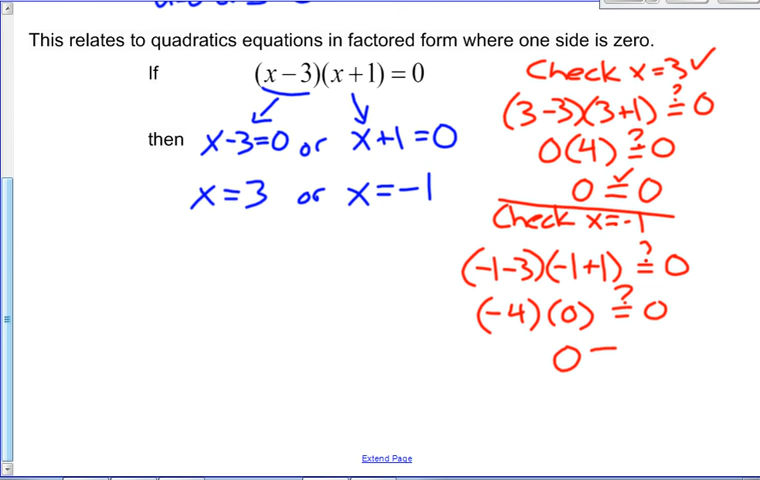 This relates to quadratics equations in factored form where one side is zero.
If (x − 3)(x + 1) = 0
then x-3=0 or x+1=0
x=3 or x=-1
Check x=3 ✓
(3-3)(3+1) ≟ 0
0(4) ≟ 0
0 =✓ 0
Check x=-1
(-1-3)(-1+1) ≟ 0
(-4)(0) ≟ 0
0 –
Extend Page